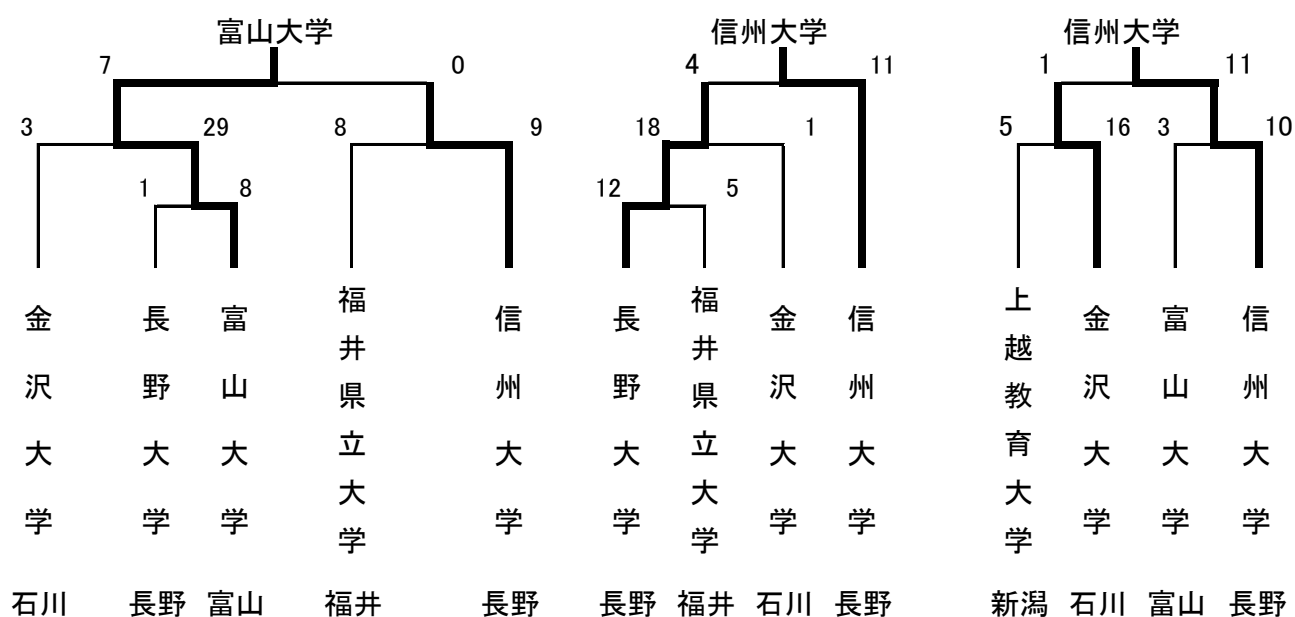 富山大学 信州大学 信州大学
7 0 4 11 1 11
3 29 8 9 18 1 5 16 3 10
1 8 12 5
金沢大学 長野大学 富山大学 福井県立大学 信州大学 長野大学 福井県立大学 金沢大学 信州大学 上越教育大学 金沢大学 富山大学 信州大学
石川 長野 富山 福井 長野 長野 福井 石川 長野 新潟 石川 富山 長野